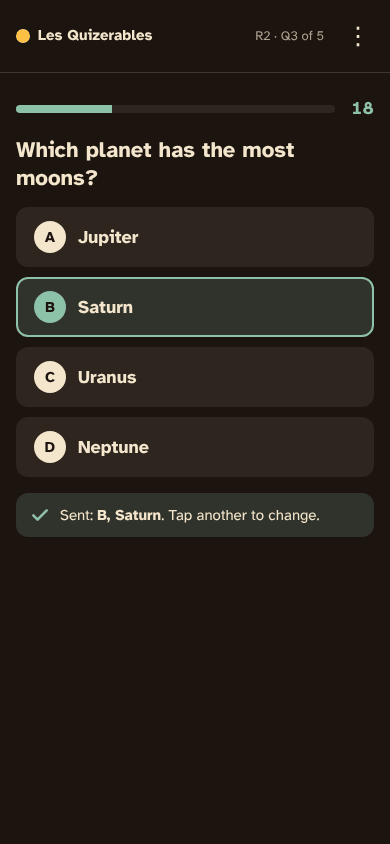 Les Quizerables
R2 · Q3 of 5
18
Which planet has the most
moons?
A Jupiter
B Saturn
C Uranus
D Neptune
Sent: B, Saturn. Tap another to change.